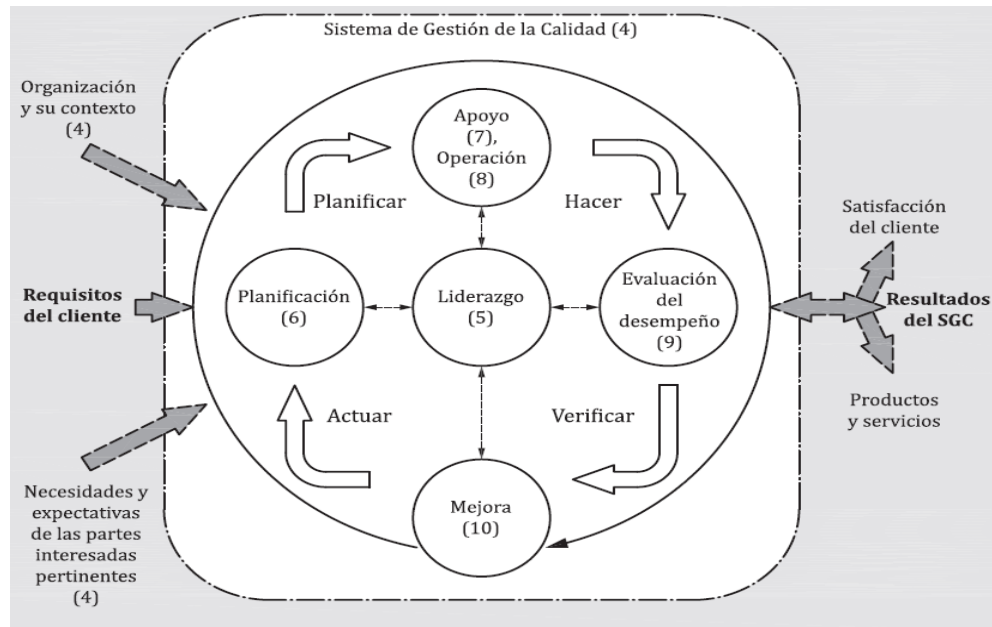 Sistema de Gestión de la Calidad (4)
Organización
y su contexto
(4)
Requisitos
del cliente
Necesidades y
expectativas
de las partes
interesadas
pertinentes
(4)
Apoyo
(7),
Operación
(8)
Planificar
Hacer
Planificación
(6)
Liderazgo
(5)
Evaluación
del
desempeño
(9)
Actuar
Verificar
Mejora
(10)
Satisfacción
del cliente
Resultados
del SGC
Productos
y servicios